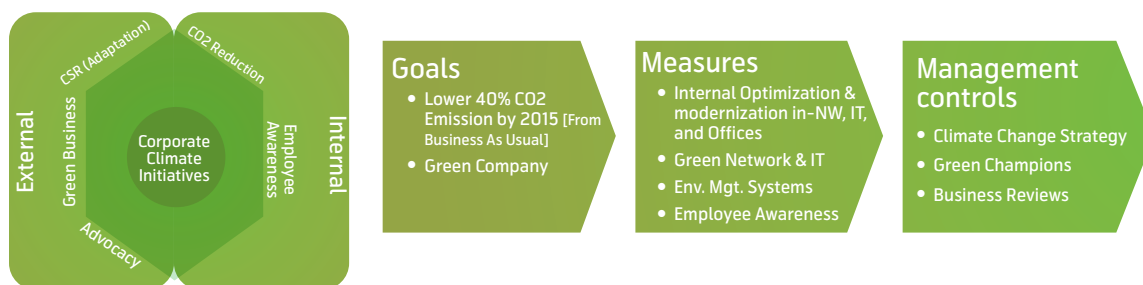 External
CSR (Adaptation)
Green Business
Advocacy
Corporate
Climate
Initiatives
CO2 Reduction
Employee
Awareness
Internal
Goals
• Lower 40% CO2
Emission by 2015 [From
Business As Usual]
• Green Company
Measures
• Internal Optimization &
modernization in-NW, IT,
and Offices
• Green Network & IT
• Env. Mgt. Systems
• Employee Awareness
Management
controls
• Climate Change Strategy
• Green Champions
• Business Reviews